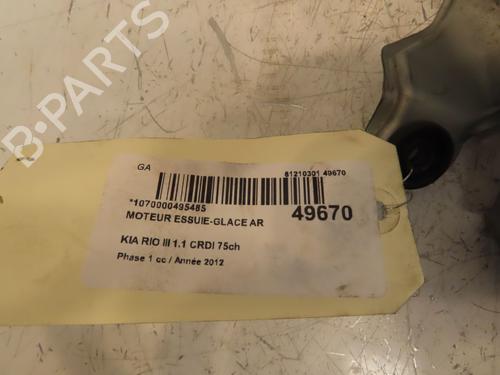 B-PARTS
GA
81210301 49670
*1070000495485
MOTEUR ESSUIE-GLACE AR
49670
KIA RIO III 1.1 CRDI 75ch
Phase 1 cc / Année 2012